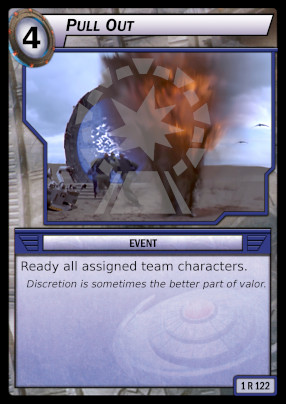 4
PULL OUT
EVENT
Ready all assigned team characters.
Discretion is sometimes the better part of valor.
1 R 122